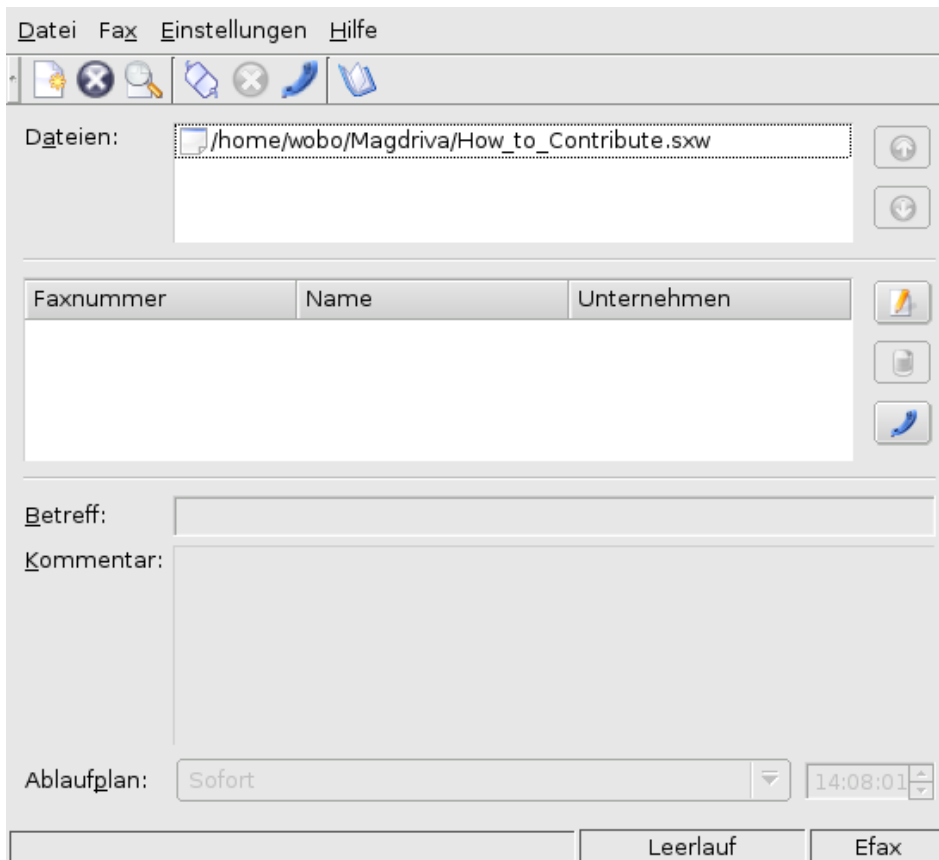 Datei Fax Einstellungen Hilfe
Dateien:
/home/wobo/Magdriva/How_to_Contribute.sxw
Faxnummer Name Unternehmen
Betreff:
Kommentar:
Ablaufplan: Sofort 14:08:01
Leerlauf Efax